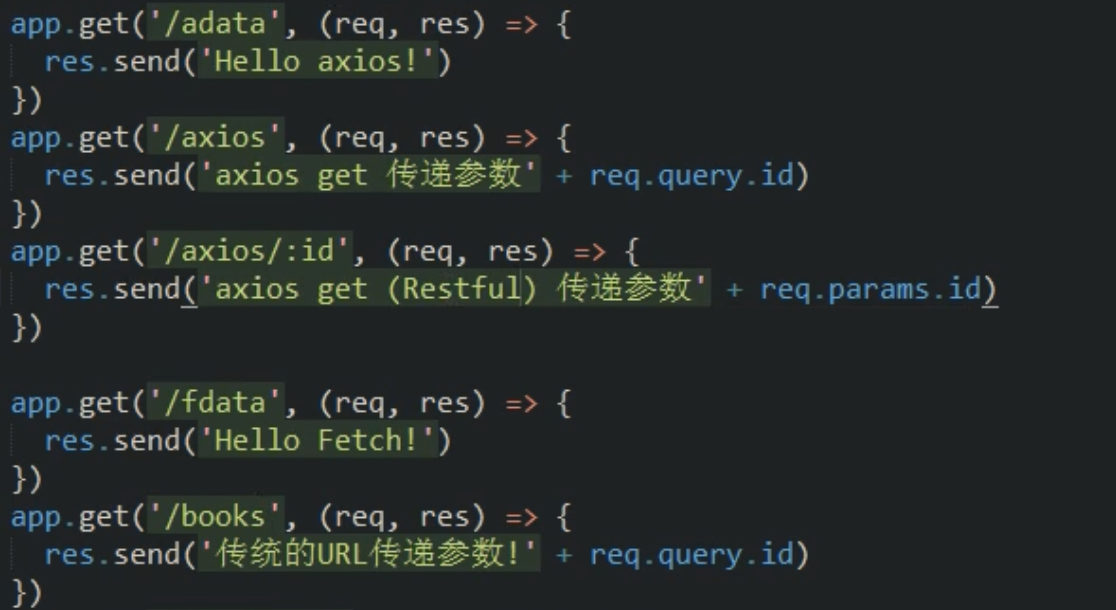 app.get('/adata', (req, res) => {
  res.send('Hello axios!')
})
app.get('/axios', (req, res) => {
  res.send('axios get 传递参数' + req.query.id)
})
app.get('/axios/:id', (req, res) => {
  res.send('axios get (Restful) 传递参数' + req.params.id)
})
app.get('/fdata', (req, res) => {
  res.send('Hello Fetch!')
})
app.get('/books', (req, res) => {
  res.send('传统的URL传递参数!' + req.query.id)
})